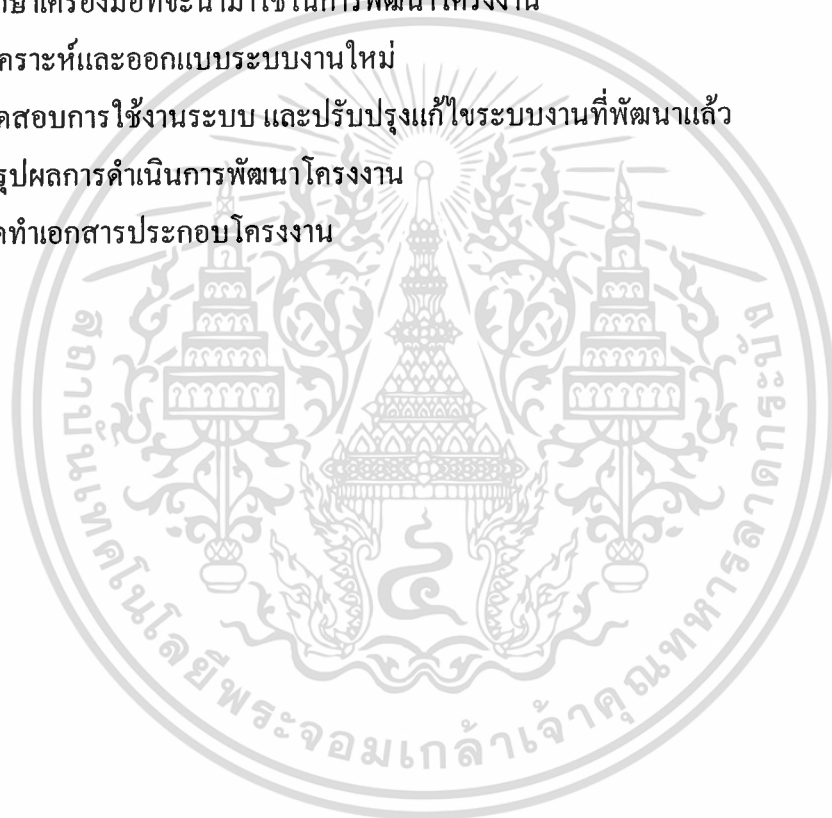 เครื่องมือที่จะนำมาใช้ในการพัฒนาโครงงาน
เคราะห์และออกแบบระบบงานใหม่
ดสอบการใช้งานระบบ และปรับปรุงแก้ไขระบบงานที่พัฒนาแล้ว
รุปผลการดำเนินการพัฒนาโครงงาน
ดทำเอกสารประกอบโครงงาน
สถาบันเทคโนโลยีพระจอมเกล้าเจ้าคุณทหารลาดกระบัง